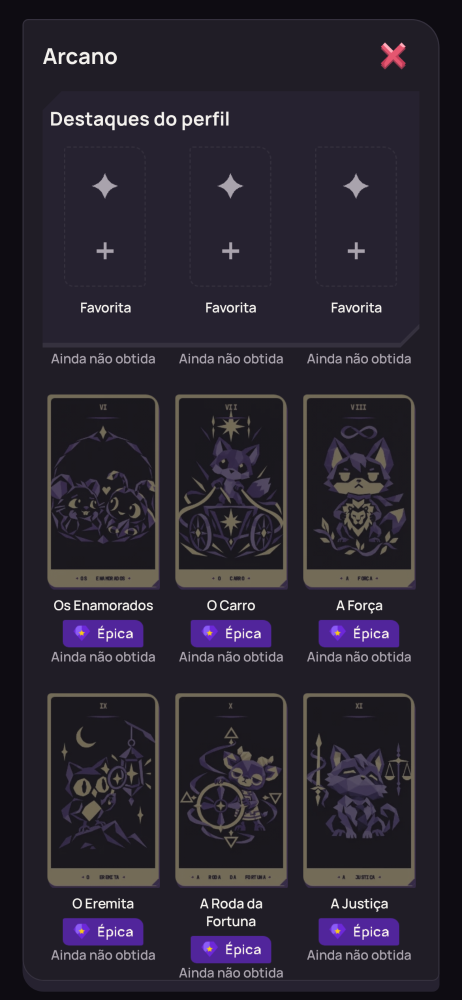 Arcano
Destaques do perfil
Favorita Favorita Favorita
Ainda não obtida Ainda não obtida Ainda não obtida
VI VII VIII
• OS ENAMORADOS • • O CARRO • • A FORÇA •
Os Enamorados O Carro A Força
Épica Épica Épica
Ainda não obtida Ainda não obtida Ainda não obtida
IX X XI
• O EREMITA • • A RODA DA FORTUNA • • A JUSTIÇA •
O Eremita A Roda da A Justiça
Fortuna
Épica Épica Épica
Ainda não obtida Ainda não obtida Ainda não obtida